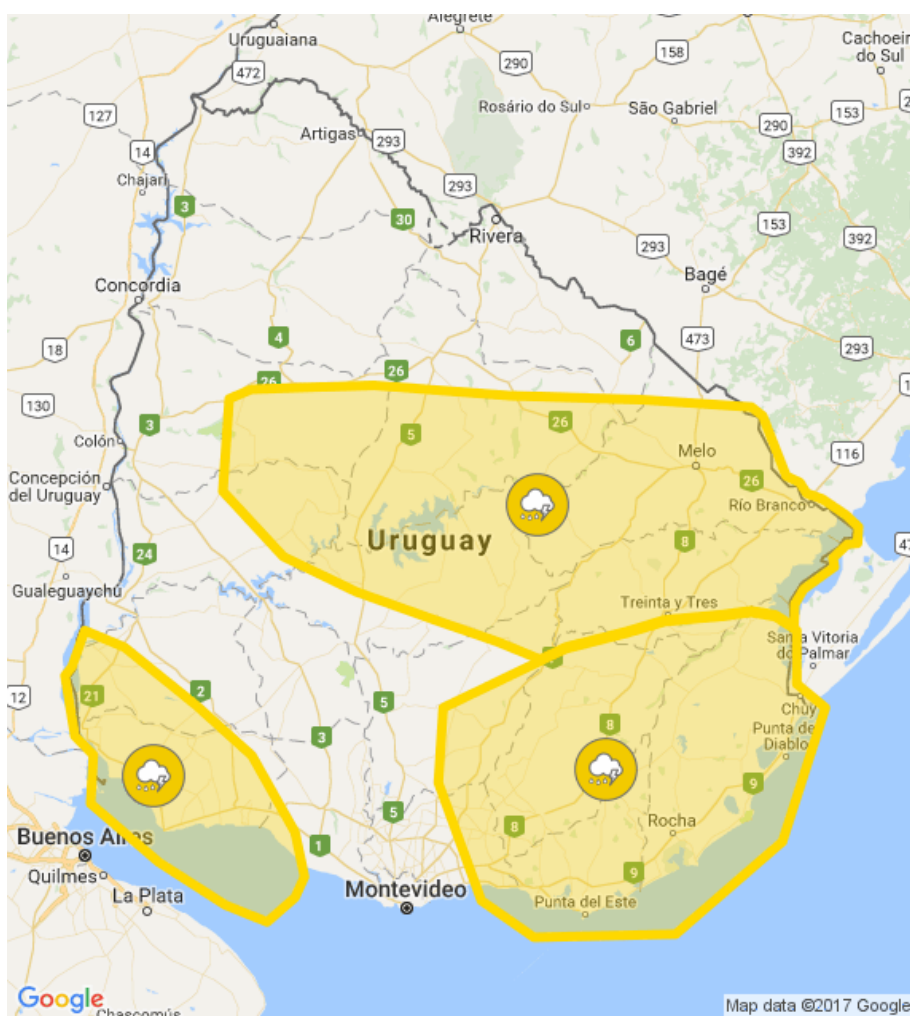 Alegrete
Uruguaiana
Cachoeir
do Sul
158
290
472
Rosário do Sul
São Gabriel
153
127
290
Artigas
293
392
14
Chajarí
293
3
30
153
Rivera
293
392
Bagé
Concordia
4
6
473
18
293
26
26
130
3
5
26
Colón
Melo
116
Concepción
del Uruguay
26
Río Branco
Uruguay
14
24
8
47
Gualeguaychú
Treinta y Tres
Santa Vitoria
do Palmar
12
21
2
5
Chuy
3
8
Punta de
Diablo
9
5
8
Rocha
Buenos Aires
1
Quilmes
9
Montevideo
La Plata
Punta del Este
Google
Map data ©2017 Google
Chascomús